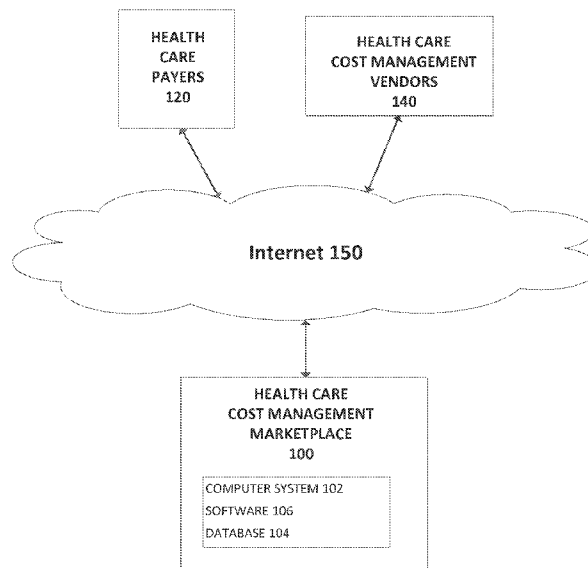 HEALTH
CARE
PAYERS
120
HEALTH CARE
COST MANAGEMENT
VENDORS
140
Internet 150
HEALTH CARE
COST MANAGEMENT
MARKETPLACE
100
COMPUTER SYSTEM 102
SOFTWARE 106
DATABASE 104